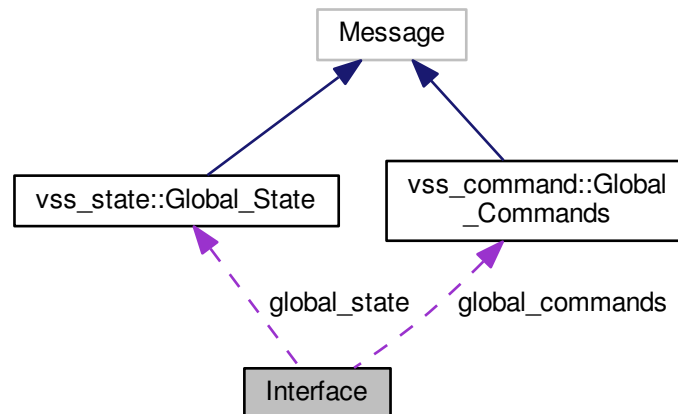 Message
vss_state::Global_State
vss_command::Global
_Commands
global_state
global_commands
Interface